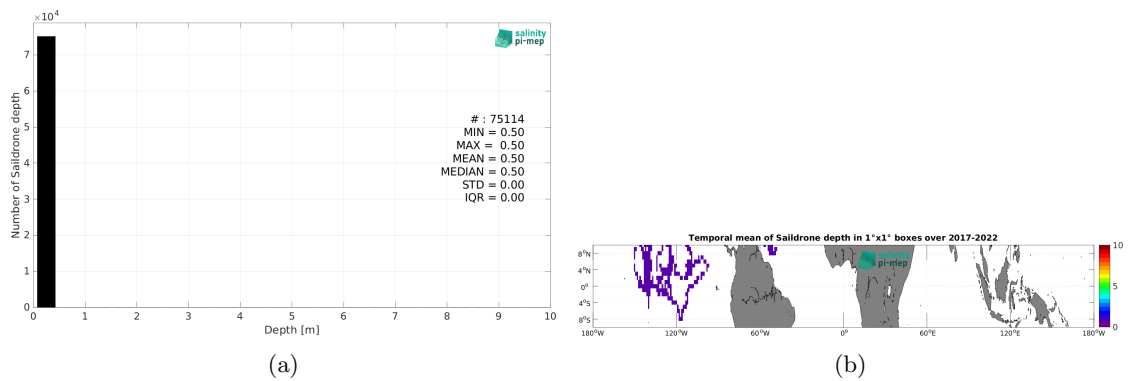 ×10⁴
salinity
pi-mep
7
6
5
4
3
2
1
0
Number of Saildrone depth
# : 75114
MIN = 0.50
MAX = 0.50
MEAN = 0.50
MEDIAN = 0.50
STD = 0.00
IQR = 0.00
0 1 2 3 4 5 6 7 8 9 10
Depth [m]
(a)
Temporal mean of Saildrone depth in 1°x1° boxes over 2017-2022
8°N
4°N
0°
4°S
8°S
salinity
pi-mep
180°W 120°W 60°W 0° 60°E 120°E 180°W
10
5
0
(b)